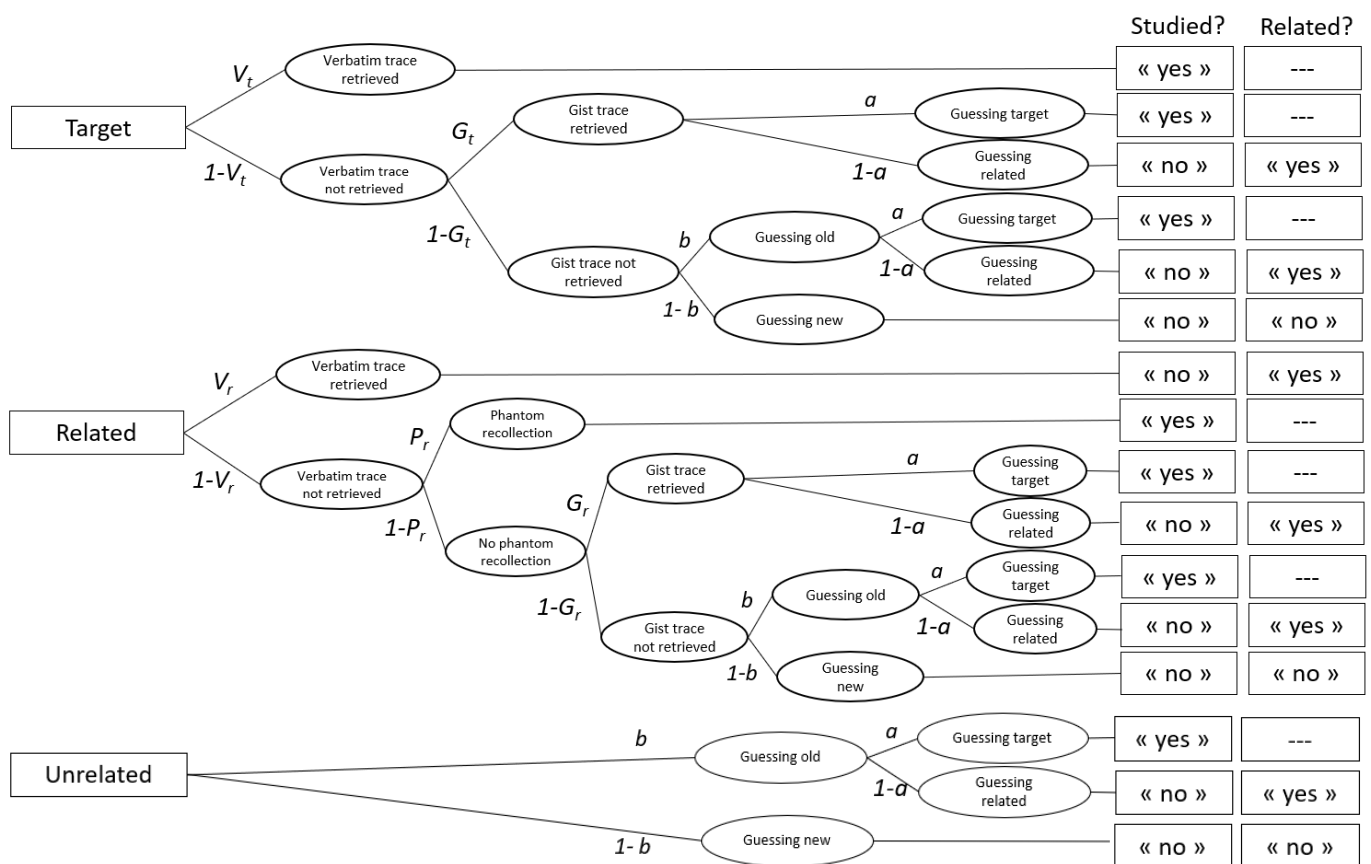 Studied? Related?
V_t
Verbatim trace
retrieved
« yes » ---
Target
G_t
Gist trace
retrieved
a
Guessing target
« yes » ---
1-V_t
Verbatim trace
not retrieved
1-a
Guessing
related
« no » « yes »
1-G_t
Gist trace not
retrieved
b
Guessing old
a
Guessing target
« yes » ---
1-a
Guessing
related
« no » « yes »
1- b
Guessing new
« no » « no »
V_r
Verbatim trace
retrieved
« no » « yes »
Related
P_r
Phantom
recollection
« yes » ---
1-V_r
Verbatim trace
not retrieved
G_r
Gist trace
retrieved
a
Guessing
target
« yes » ---
1-P_r
No phantom
recollection
1-a
Guessing
related
« no » « yes »
1-G_r
Gist trace
not retrieved
b
Guessing old
a
Guessing
target
« yes » ---
1-a
Guessing
related
« no » « yes »
1-b
Guessing
new
« no » « no »
Unrelated
b
Guessing old
a
Guessing target
« yes » ---
1-a
Guessing
related
« no » « yes »
1- b
Guessing new
« no » « no »